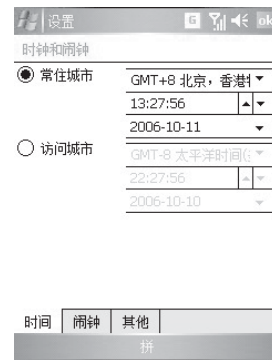 设置 G ok
时钟和闹钟
常住城市 GMT+8 北京，香港
13:27:56
2006-10-11
访问城市 GMT-8 太平洋时间(
22:27:56
2006-10-10
时间 闹钟 其他
拼